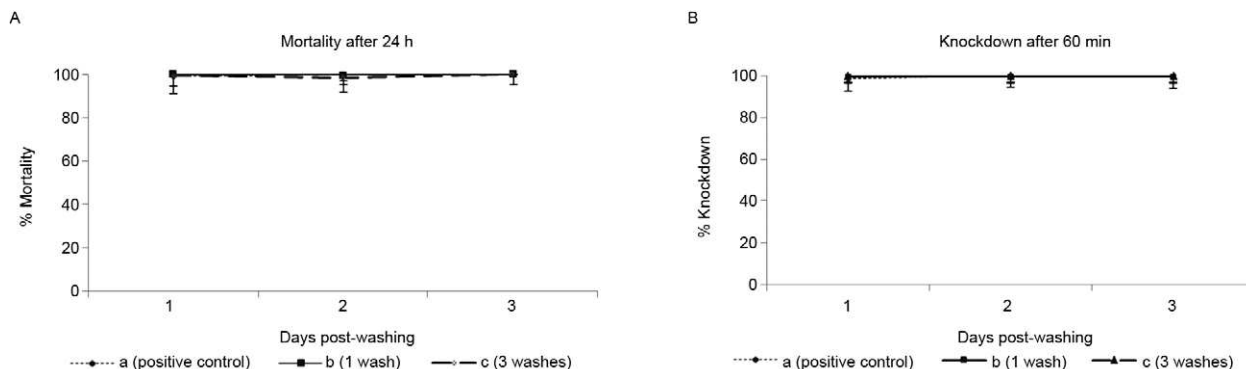 A
Mortality after 24 h
100
80
60
40
20
0
% Mortality
1 2 3
Days post-washing
a (positive control) b (1 wash) c (3 washes)
B
Knockdown after 60 min
100
80
60
40
20
0
% Knockdown
1 2 3
Days post-washing
a (positive control) b (1 wash) c (3 washes)